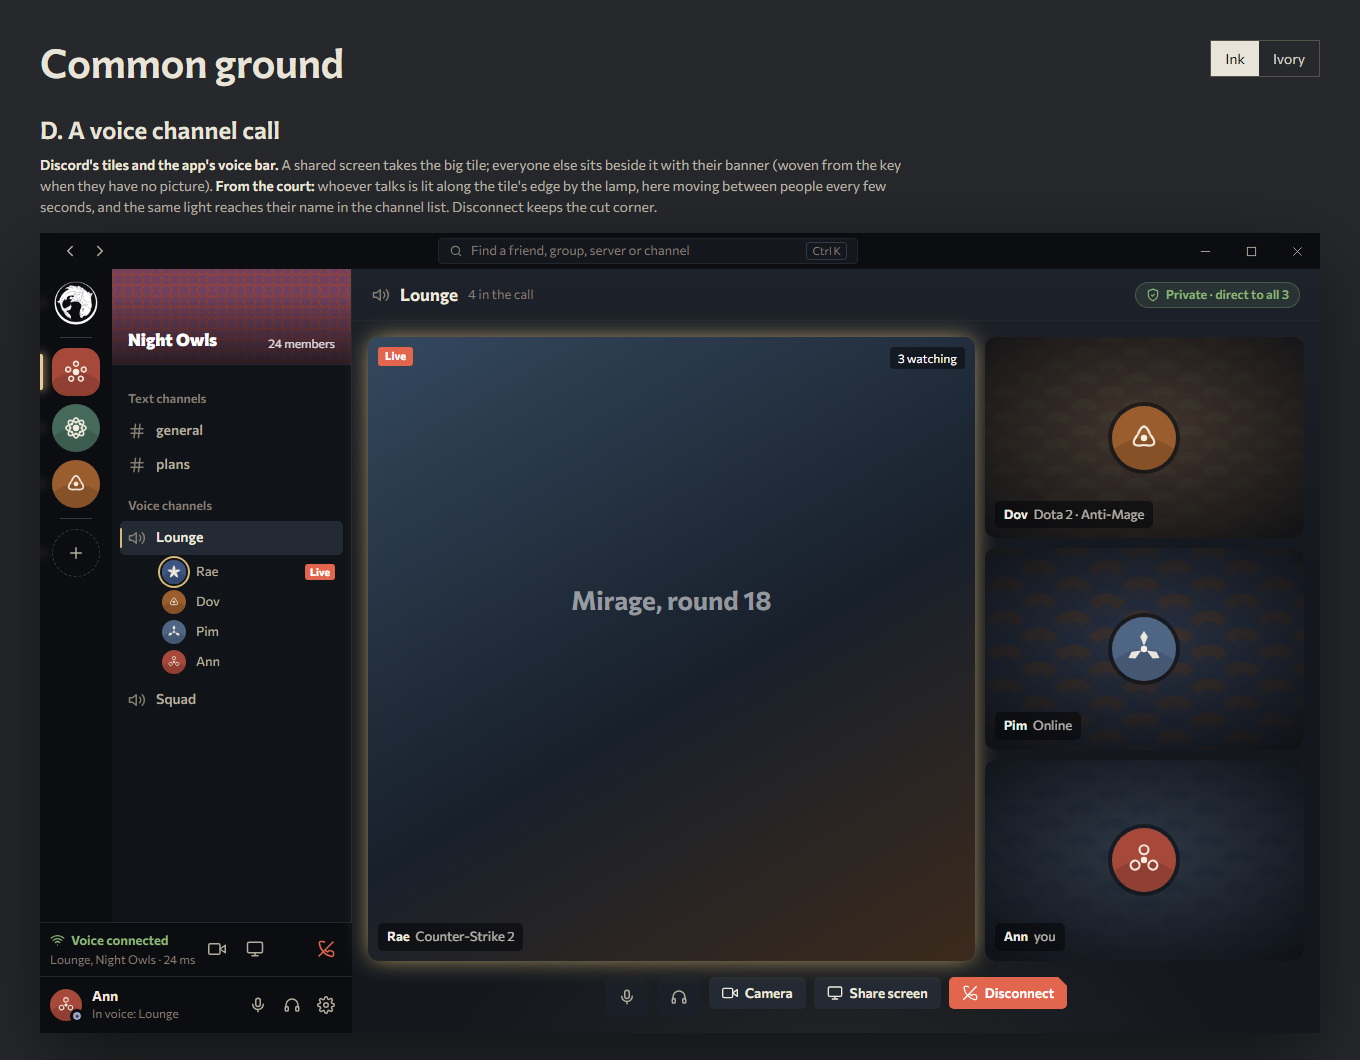 Common ground
Ink
Ivory
D. A voice channel call
Discord's tiles and the app's voice bar. A shared screen takes the big tile; everyone else sits beside it with their banner (woven from the key
when they have no picture). From the court: whoever talks is lit along the tile's edge by the lamp, here moving between people every few
seconds, and the same light reaches their name in the channel list. Disconnect keeps the cut corner.
Find a friend, group, server or channel
Ctrl K
Night Owls
24 members
Text channels
general
plans
Voice channels
Lounge
Rae
Live
Dov
Pim
Ann
Squad
Voice connected
Lounge, Night Owls · 24 ms
Ann
In voice: Lounge
Lounge
4 in the call
Private · direct to all 3
Live
3 watching
Mirage, round 18
Rae Counter-Strike 2
Dov Dota 2 · Anti-Mage
Pim Online
Ann you
Camera
Share screen
Disconnect